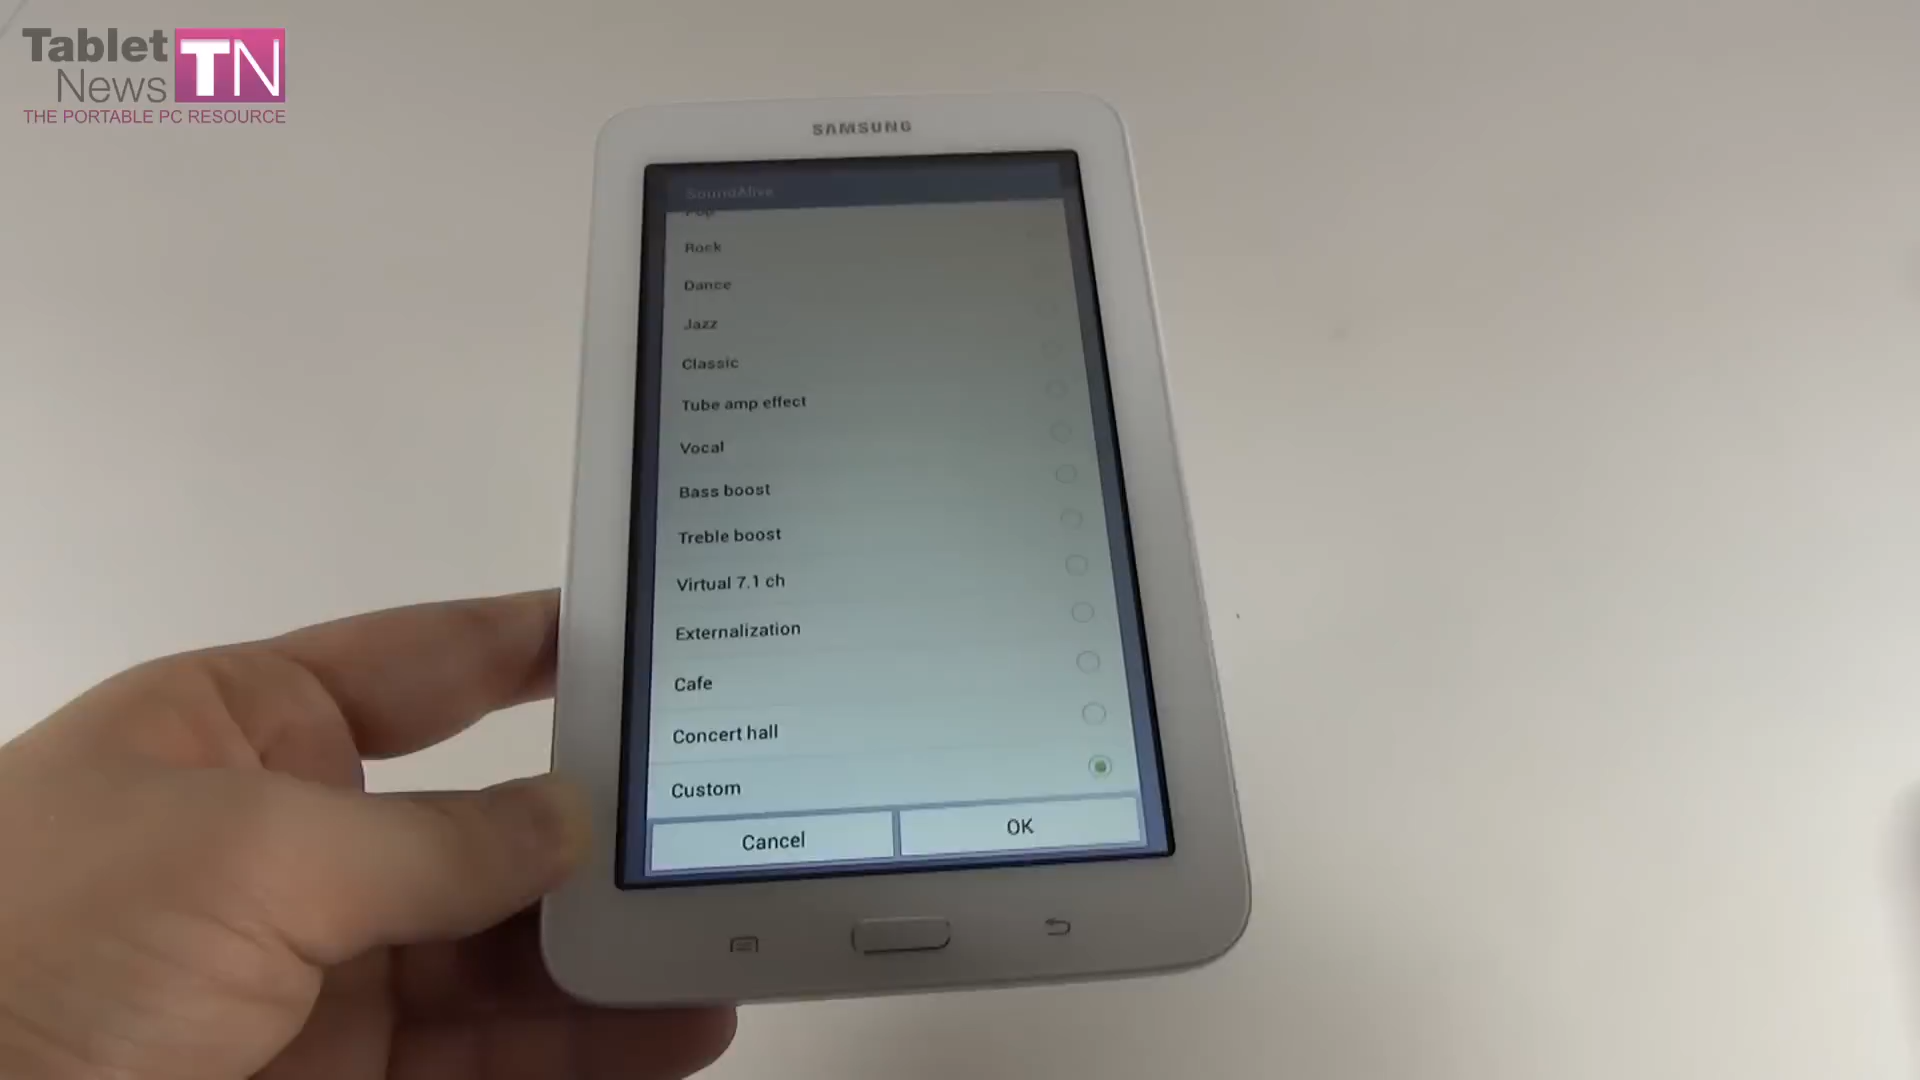 Tablet
News TN
THE PORTABLE PC RESOURCE
SAMSUNG
SoundAlive
Pop
Rock
Dance
Jazz
Classic
Tube amp effect
Vocal
Bass boost
Treble boost
Virtual 7.1 ch
Externalization
Cafe
Concert hall
Custom
Cancel
OK